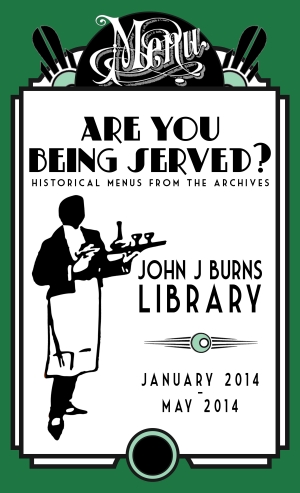 Menu
ARE YOU
BEING SERVED?
HISTORICAL MENUS FROM THE ARCHIVES
JOHN J BURNS
LIBRARY
JANUARY 2014
-
MAY 2014